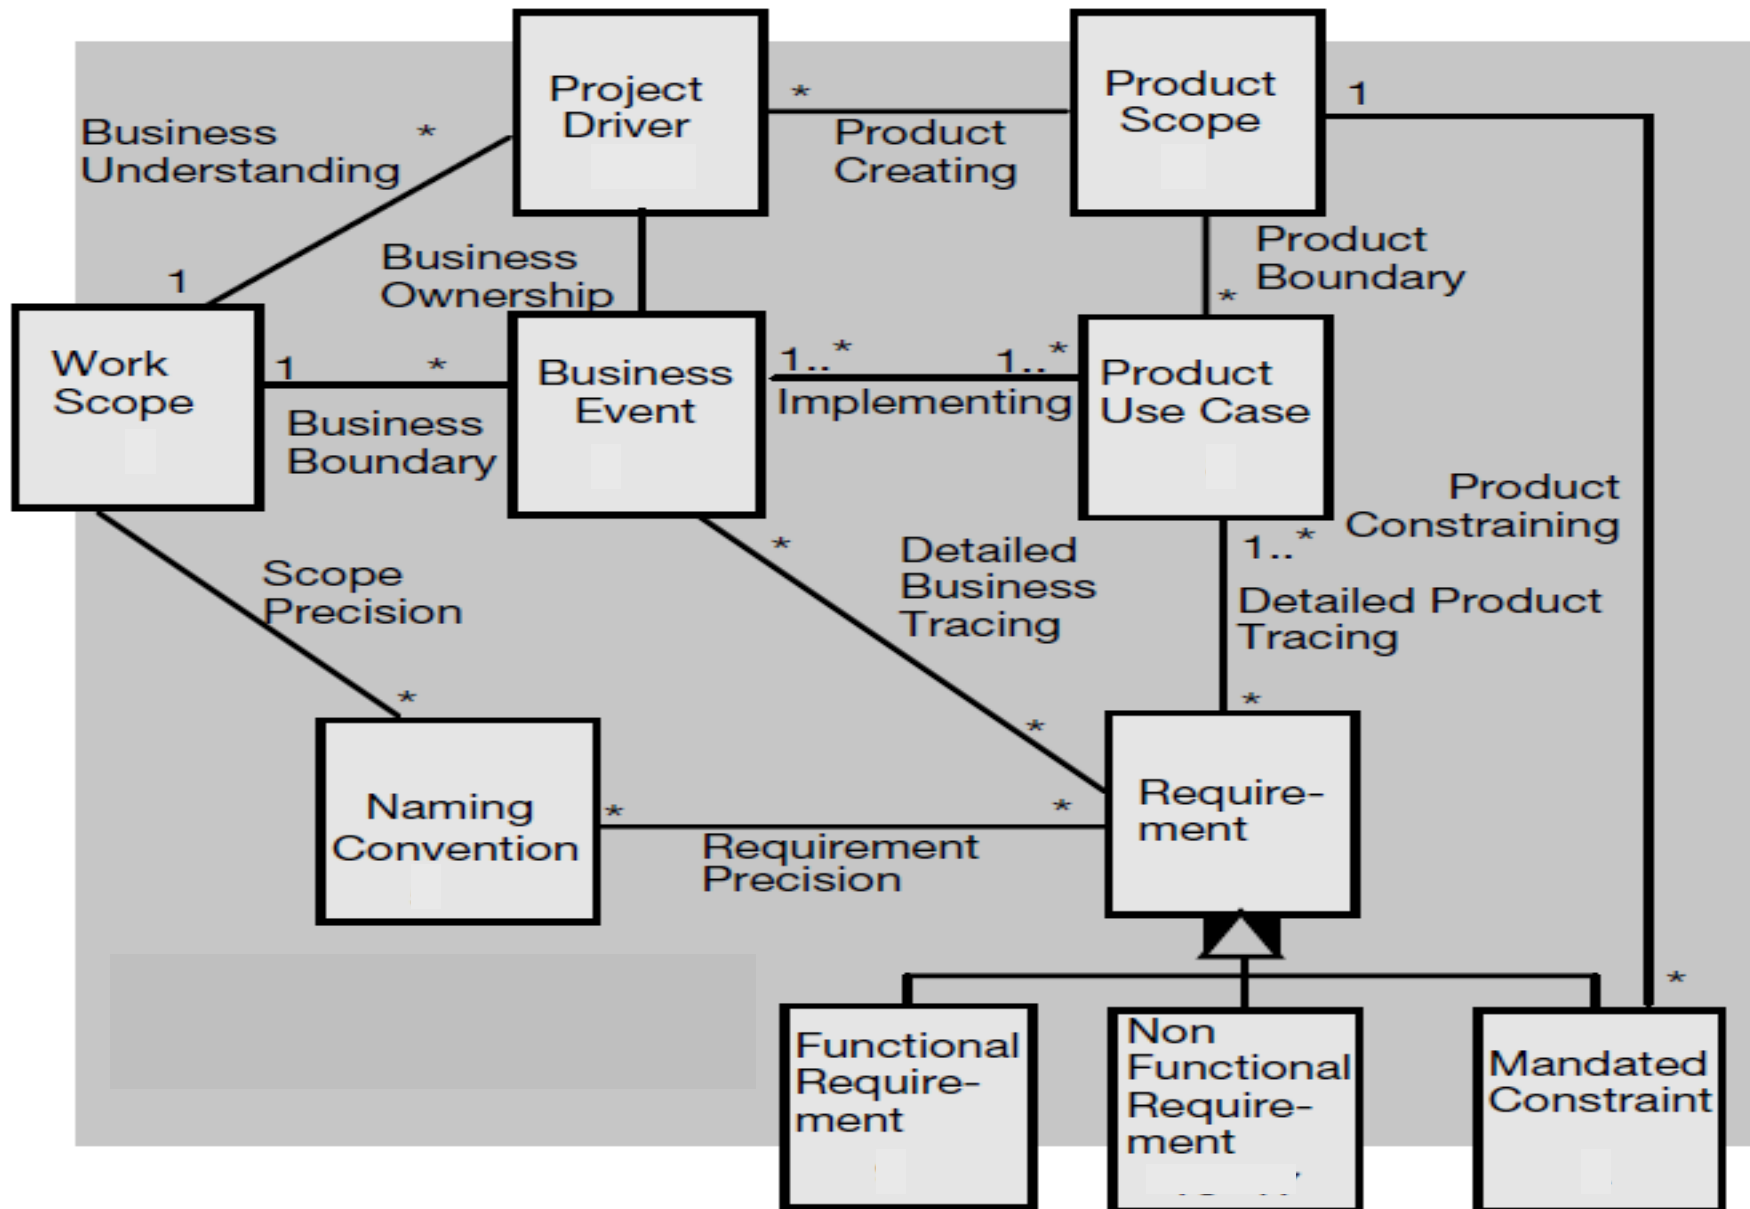 Project
Driver
Product
Scope
*
1
Business
Understanding
*
Product
Creating
Business
Ownership
1
Product
Boundary
*
Work
Scope
1
*
Business
Boundary
Business
Event
1..*
1..*
Implementing
Product
Use Case
Product
Constraining
Scope
Precision
*
Detailed
Business
Tracing
1..*
Detailed Product
Tracing
*
*
*
Naming
Convention
*
*
Requirement
Precision
Require-
ment
*
Functional
Require-
ment
Non
Functional
Require-
ment
Mandated
Constraint